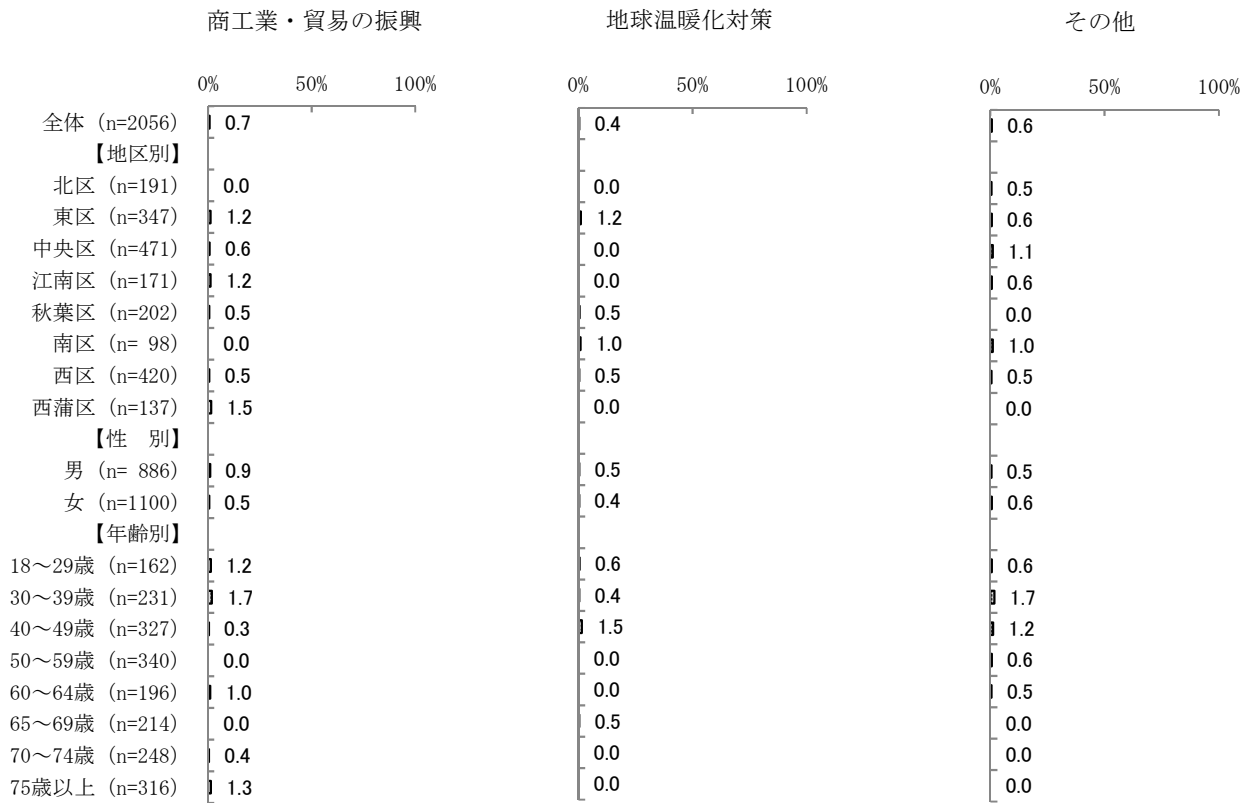 商工業・貿易の振興 地球温暖化対策 その他
0% 50% 100% 0% 50% 100% 0% 50% 100%
全体 (n=2056) 0.7 0.4 0.6
【地区別】
北区 (n=191) 0.0 0.0 0.5
東区 (n=347) 1.2 1.2 0.6
中央区 (n=471) 0.6 0.0 1.1
江南区 (n=171) 1.2 0.0 0.6
秋葉区 (n=202) 0.5 0.5 0.0
南区 (n= 98) 0.0 1.0 1.0
西区 (n=420) 0.5 0.5 0.5
西蒲区 (n=137) 1.5 0.0 0.0
【性　別】
男 (n= 886) 0.9 0.5 0.5
女 (n=1100) 0.5 0.4 0.6
【年齢別】
18～29歳 (n=162) 1.2 0.6 0.6
30～39歳 (n=231) 1.7 0.4 1.7
40～49歳 (n=327) 0.3 1.5 1.2
50～59歳 (n=340) 0.0 0.0 0.6
60～64歳 (n=196) 1.0 0.0 0.5
65～69歳 (n=214) 0.0 0.5 0.0
70～74歳 (n=248) 0.4 0.0 0.0
75歳以上 (n=316) 1.3 0.0 0.0